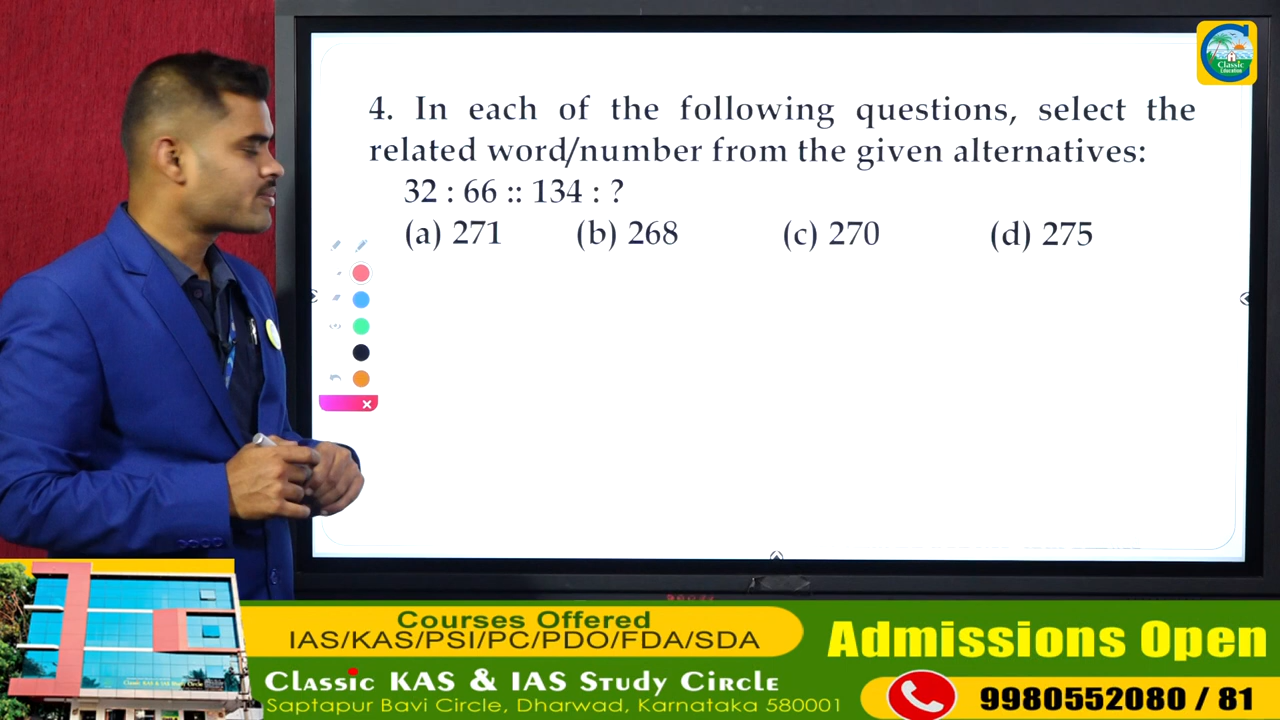 Classic
Education
4. In each of the following questions, select the
related word/number from the given alternatives:
32 : 66 :: 134 : ?
(a) 271 (b) 268 (c) 270 (d) 275
Courses Offered
IAS/KAS/PSI/PC/PDO/FDA/SDA
Admissions Open
Classic KAS & IAS Study Circle
Saptapur Bavi Circle, Dharwad, Karnataka 580001
9980552080 / 81